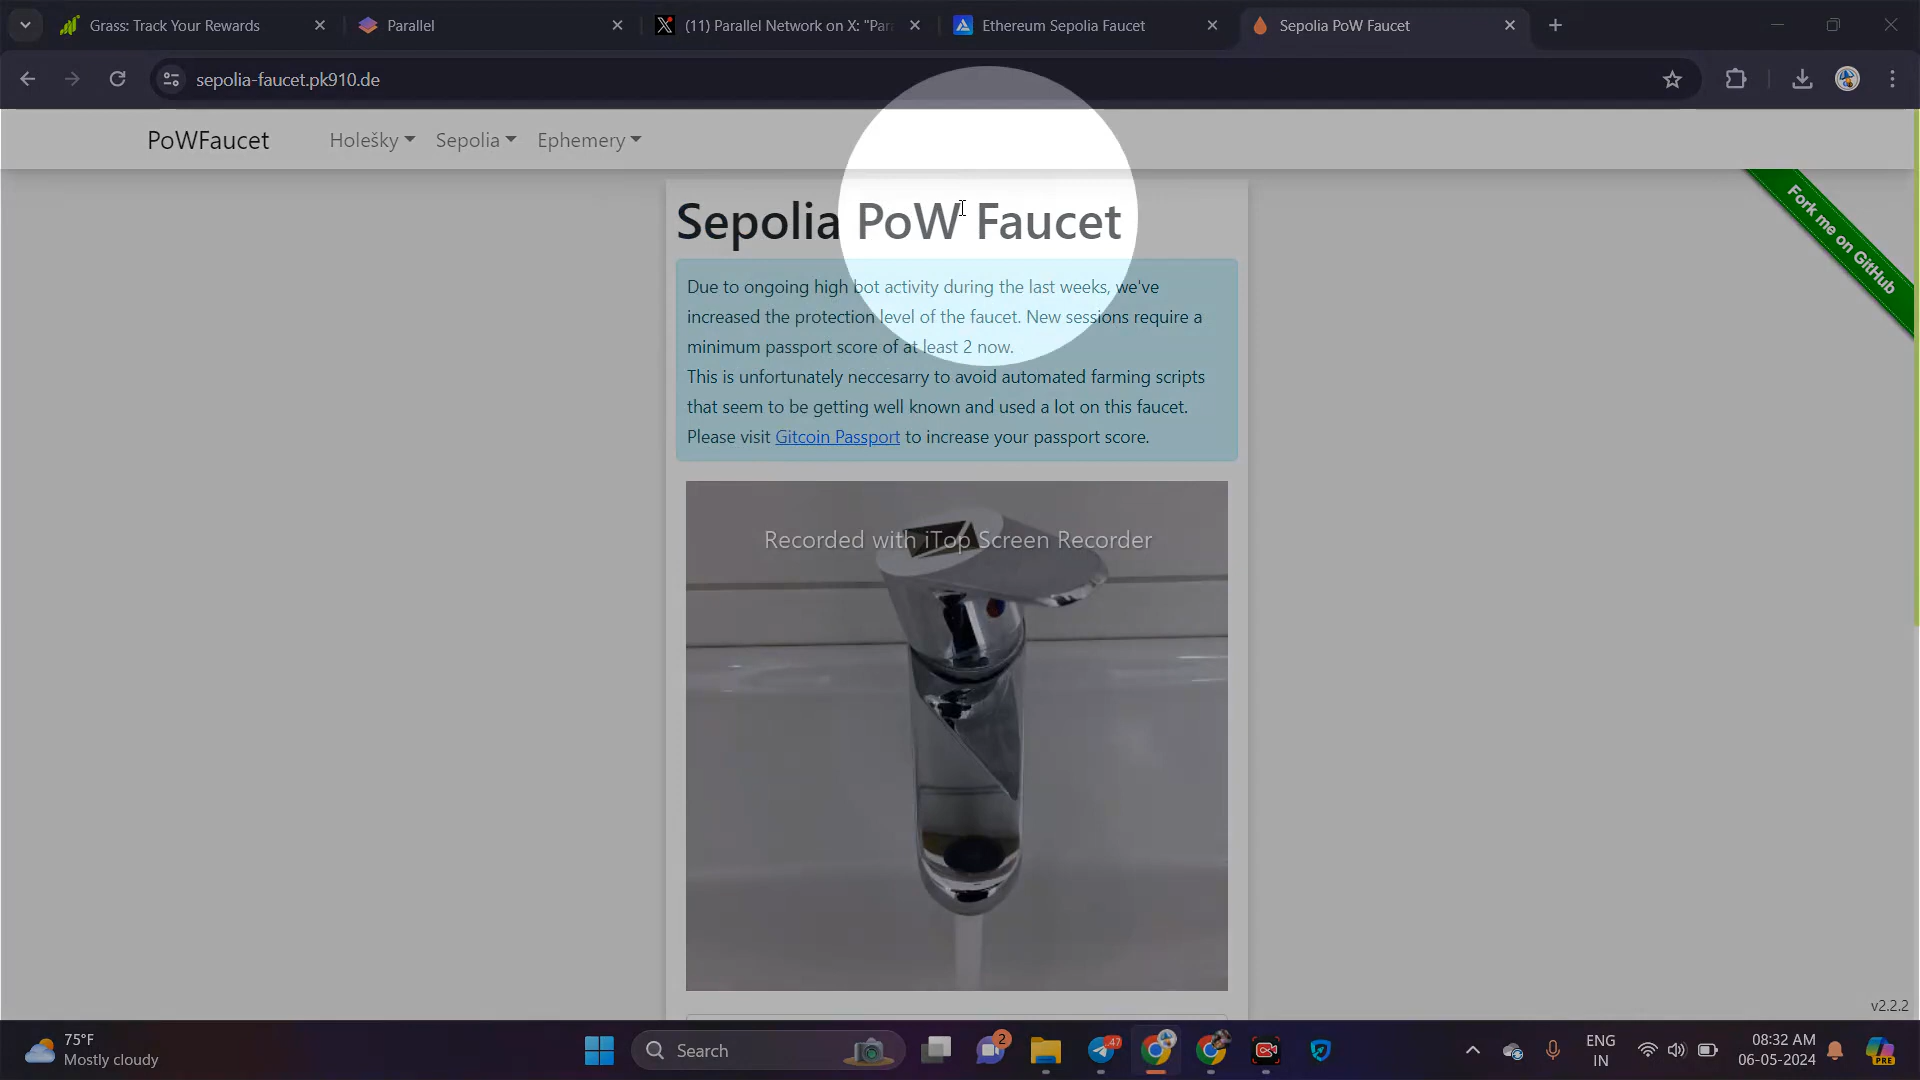 Grass: Track Your Rewards
Parallel
(11) Parallel Network on X: "Par
Ethereum Sepolia Faucet
Sepolia PoW Faucet
sepolia-faucet.pk910.de
PoWFaucet
Holešky
Sepolia
Ephemery
Fork me on GitHub
Sepolia PoW Faucet
Due to ongoing high bot activity during the last weeks, we've
increased the protection level of the faucet. New sessions require a
minimum passport score of at least 2 now.
This is unfortunately neccesarry to avoid automated farming scripts
that seem to be getting well known and used a lot on this faucet.
Please visit Gitcoin Passport to increase your passport score.
Recorded with iTop Screen Recorder
v2.2.2
75°F
Mostly cloudy
Search
2
47
ENG
IN
08:32 AM
06-05-2024
PRE